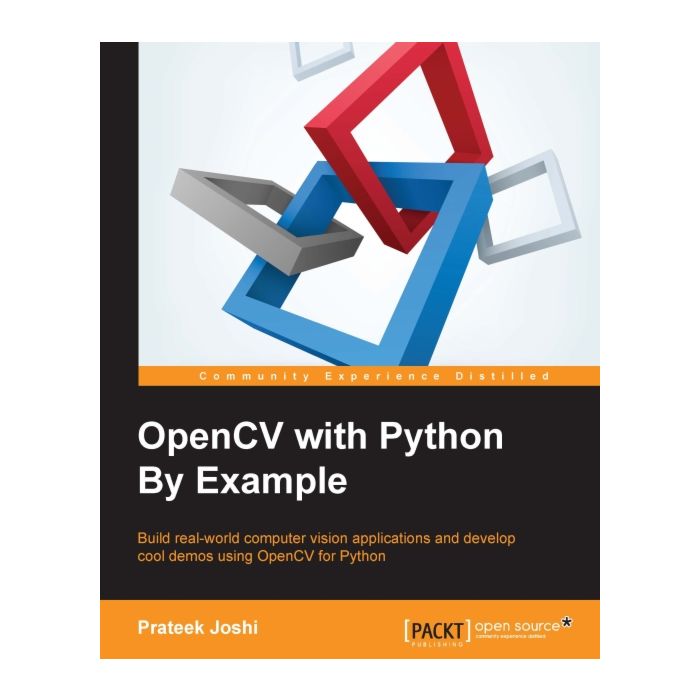 Community Experience Distilled
OpenCV with Python
By Example
Build real-world computer vision applications and develop
cool demos using OpenCV for Python
Prateek Joshi
[PACKT] open source*
PUBLISHING community experience distilled